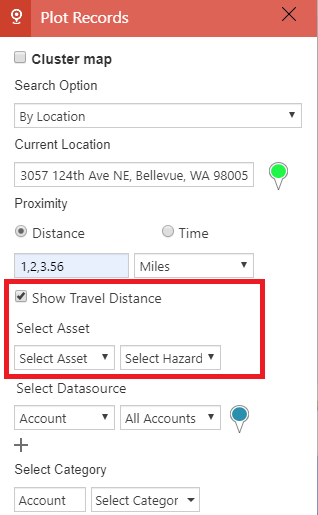 Plot Records
Cluster map
Search Option
By Location
Current Location
3057 124th Ave NE, Bellevue, WA 98005
Proximity
Distance Time
1,2,3.56 Miles
Show Travel Distance
Select Asset
Select Asset Select Hazard
Select Datasource
Account All Accounts
Select Category
Account Select Categor